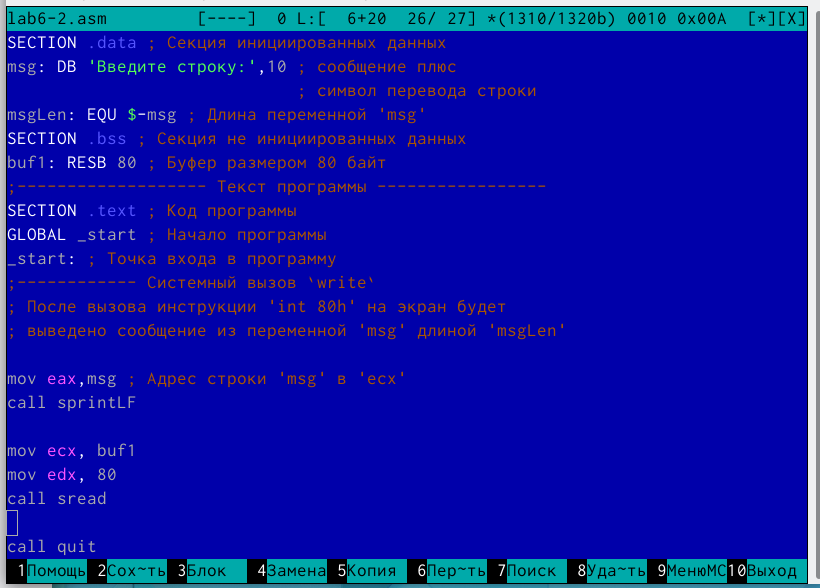 lab6-2.asm [----] 0 L:[ 6+20 26/ 27] *(1310/1320b) 0010 0x00A [*][X]
SECTION .data ; Секция инициированных данных
msg: DB 'Введите строку:',10 ; сообщение плюс
; символ перевода строки
msgLen: EQU $-msg ; Длина переменной 'msg'
SECTION .bss ; Секция не инициированных данных
buf1: RESB 80 ; Буфер размером 80 байт
;------------------- Текст программы -----------------
SECTION .text ; Код программы
GLOBAL _start ; Начало программы
_start: ; Точка входа в программу
;------------ Системный вызов `write`
; После вызова инструкции 'int 80h' на экран будет
; выведено сообщение из переменной 'msg' длиной 'msgLen'
mov eax,msg ; Адрес строки 'msg' в 'ecx'
call sprintLF
mov ecx, buf1
mov edx, 80
call sread
call quit
1Помощь 2Сох~ть 3Блок 4Замена 5Копия 6Пер~ть 7Поиск 8Уда~ть 9МенюМС 10Выход